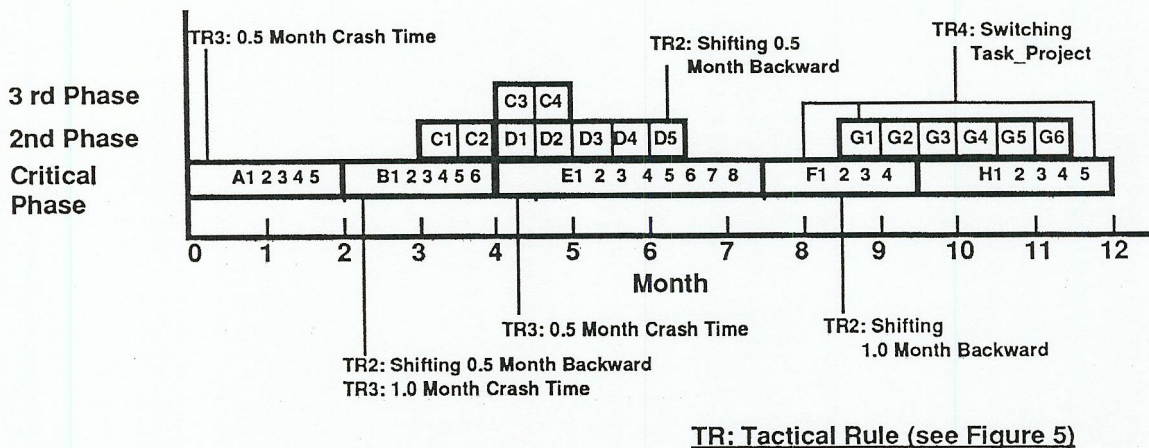 TR3: 0.5 Month Crash Time
TR2: Shifting 0.5
Month Backward
TR4: Switching
Task_Project
3 rd Phase
C3 C4
2nd Phase
C1 C2 D1 D2 D3 D4 D5 G1 G2 G3 G4 G5 G6
Critical
Phase
A1 2 3 4 5 B1 2 3 4 5 6 E1 2 3 4 5 6 7 8 F1 2 3 4 H1 2 3 4 5
0 1 2 3 4 5 6 7 8 9 10 11 12
Month
TR3: 0.5 Month Crash Time
TR2: Shifting
1.0 Month Backward
TR2: Shifting 0.5 Month Backward
TR3: 1.0 Month Crash Time
TR: Tactical Rule (see Figure 5)